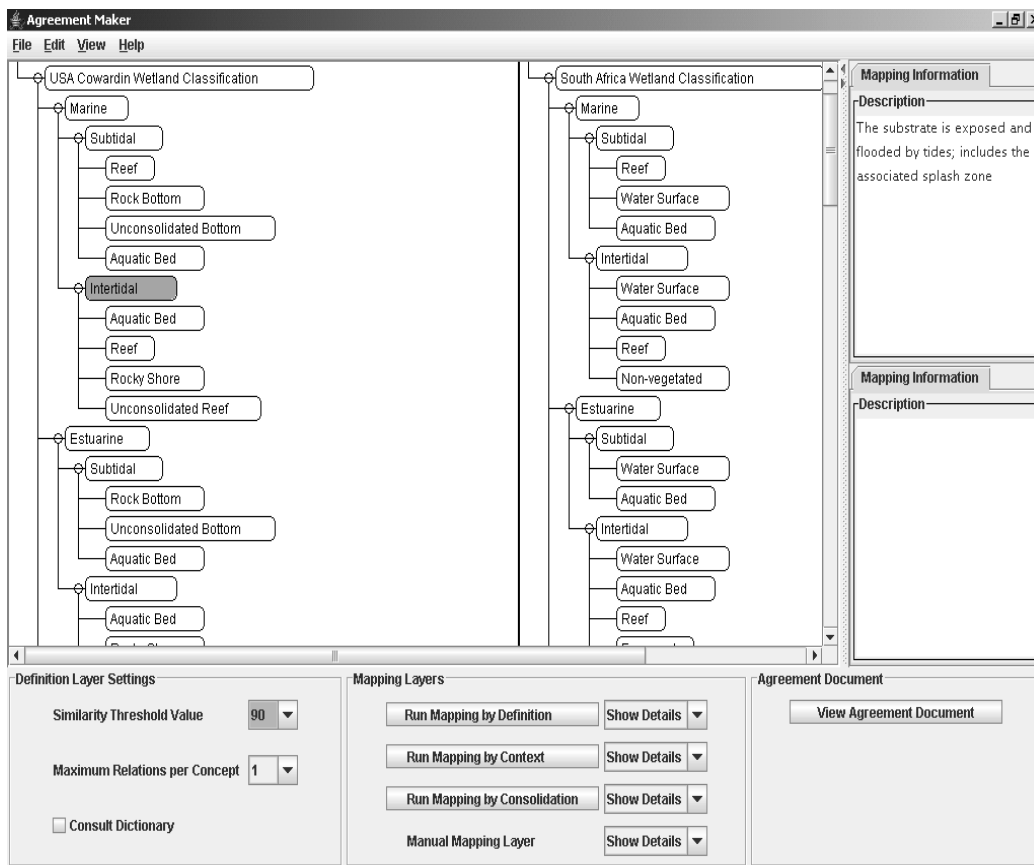 Agreement Maker
File Edit View Help
USA Cowardin Wetland Classification
Marine
Subtidal
Reef
Rock Bottom
Unconsolidated Bottom
Aquatic Bed
Intertidal
Aquatic Bed
Reef
Rocky Shore
Unconsolidated Reef
Estuarine
Subtidal
Rock Bottom
Unconsolidated Bottom
Aquatic Bed
Intertidal
Aquatic Bed
South Africa Wetland Classification
Marine
Subtidal
Reef
Water Surface
Aquatic Bed
Intertidal
Water Surface
Aquatic Bed
Reef
Non-vegetated
Estuarine
Subtidal
Water Surface
Aquatic Bed
Intertidal
Water Surface
Aquatic Bed
Reef
Mapping Information
Description
The substrate is exposed and
flooded by tides; includes the
associated splash zone
Mapping Information
Description
Definition Layer Settings
Similarity Threshold Value 90
Maximum Relations per Concept 1
Consult Dictionary
Mapping Layers
Run Mapping by Definition Show Details
Run Mapping by Context Show Details
Run Mapping by Consolidation Show Details
Manual Mapping Layer Show Details
Agreement Document
View Agreement Document